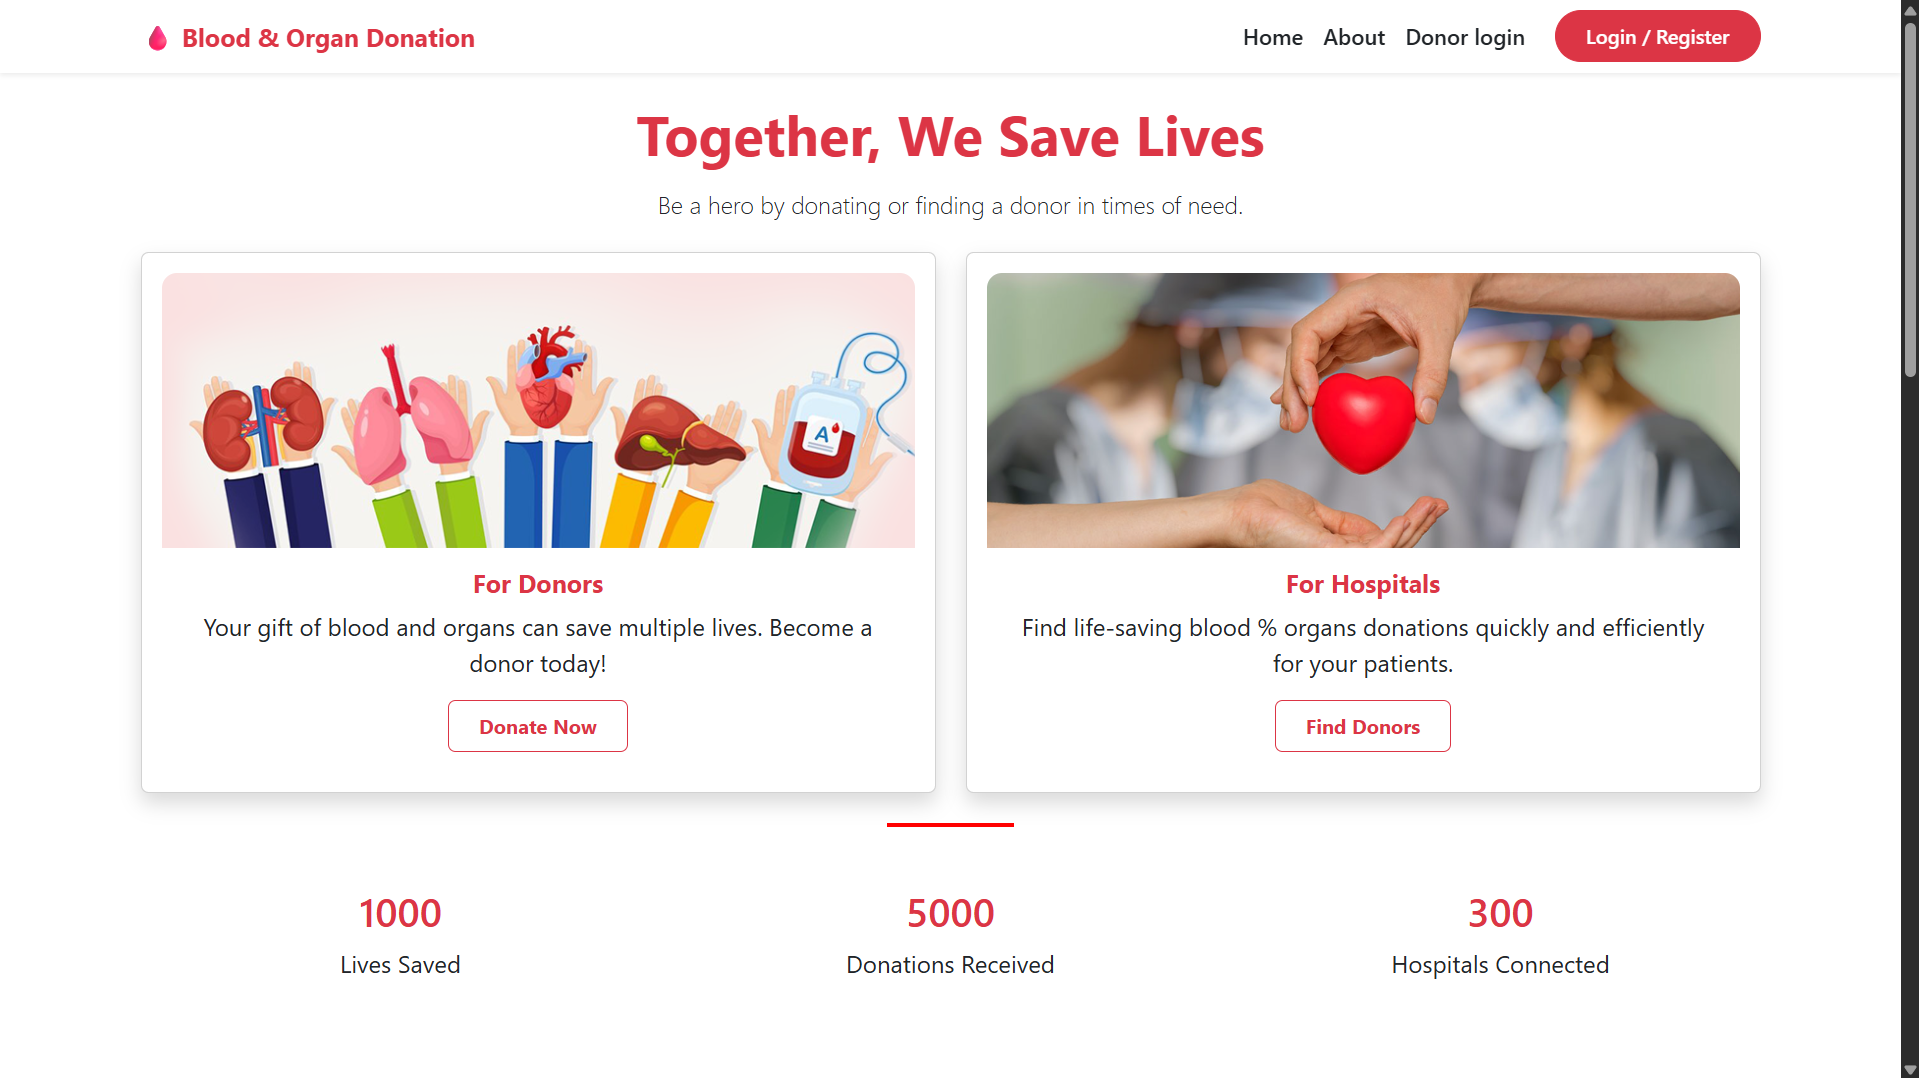 Blood & Organ Donation
Home About Donor login Login / Register
Together, We Save Lives
Be a hero by donating or finding a donor in times of need.
A
For Donors
Your gift of blood and organs can save multiple lives. Become a
donor today!
Donate Now
For Hospitals
Find life-saving blood % organs donations quickly and efficiently
for your patients.
Find Donors
1000
Lives Saved
5000
Donations Received
300
Hospitals Connected